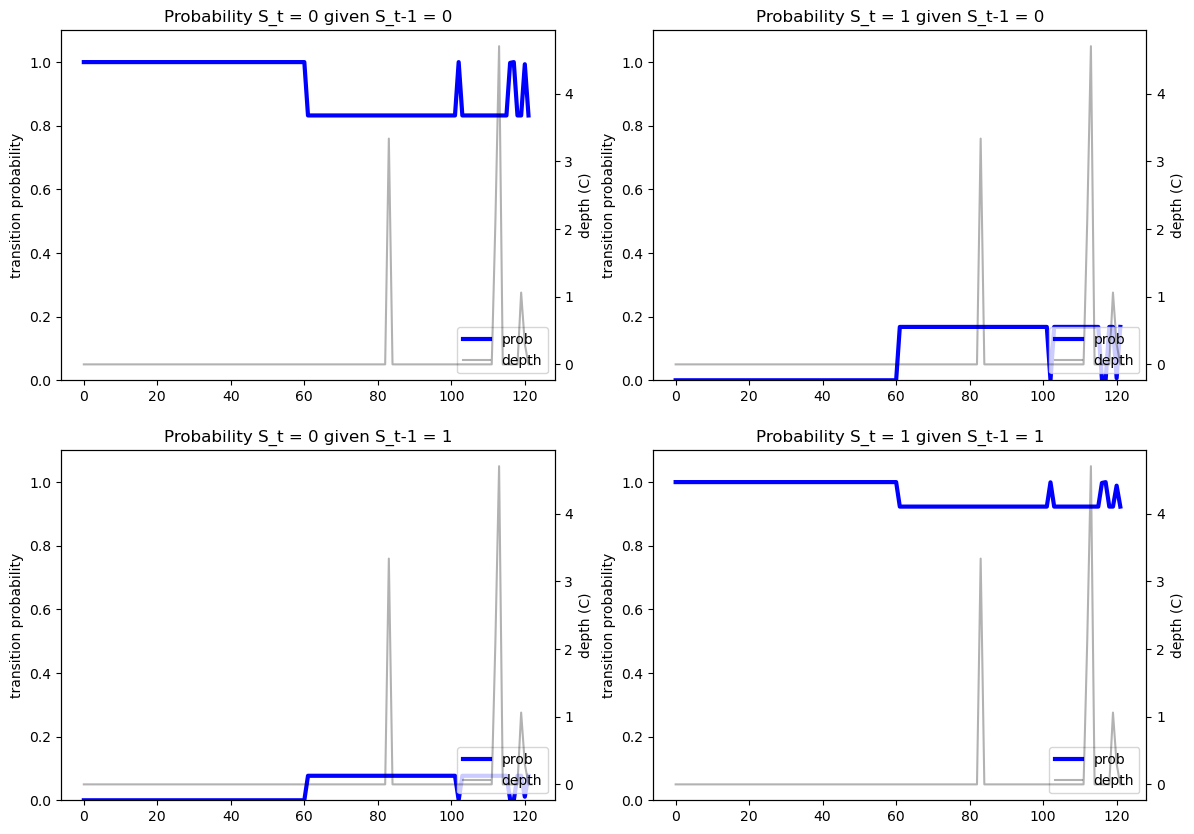 Probability S_t = 0 given S_t-1 = 0
1.0
0.8
0.6
0.4
0.2
0.0
transition probability
4
3
2
1
0
depth (C)
prob
depth
0 20 40 60 80 100 120
Probability S_t = 1 given S_t-1 = 0
1.0
0.8
0.6
0.4
0.2
0.0
transition probability
4
3
2
1
0
depth (C)
prob
depth
0 20 40 60 80 100 120
Probability S_t = 0 given S_t-1 = 1
1.0
0.8
0.6
0.4
0.2
0.0
transition probability
4
3
2
1
0
depth (C)
prob
depth
0 20 40 60 80 100 120
Probability S_t = 1 given S_t-1 = 1
1.0
0.8
0.6
0.4
0.2
0.0
transition probability
4
3
2
1
0
depth (C)
prob
depth
0 20 40 60 80 100 120